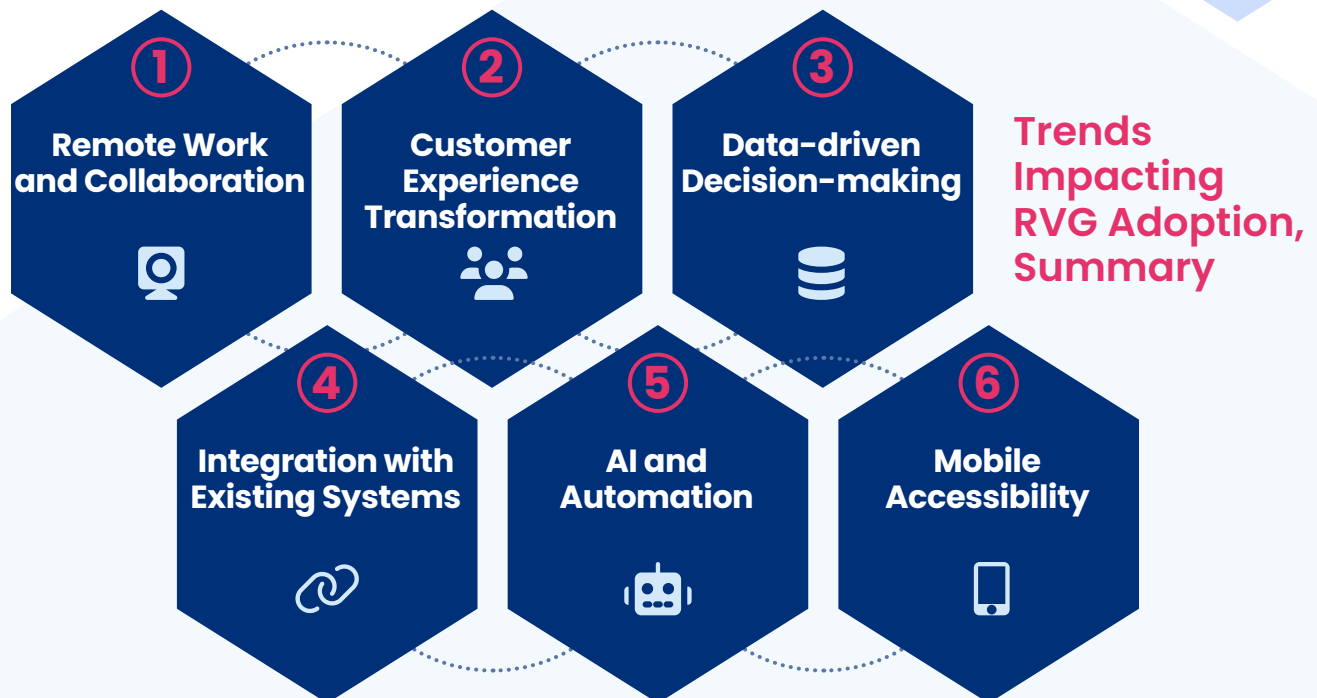 1
Remote Work
and Collaboration
2
Customer
Experience
Transformation
3
Data-driven
Decision-making
Trends
Impacting
RVG Adoption,
Summary
4
Integration with
Existing Systems
5
AI and
Automation
6
Mobile
Accessibility